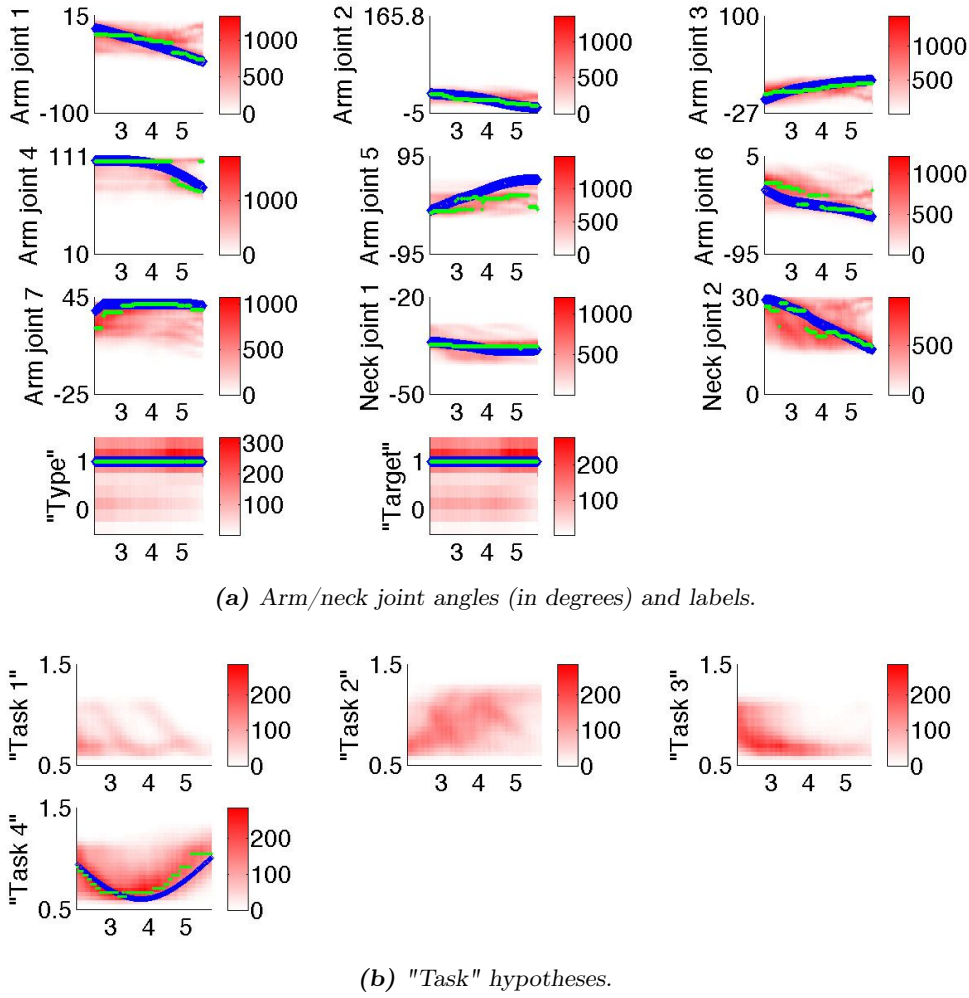 15
-100
Arm joint 1
3 4 5
1000
500
0
165.8
-5
Arm joint 2
3 4 5
1000
500
0
100
-27
Arm joint 3
3 4 5
1000
500
0
111
10
Arm joint 4
3 4 5
1000
0
95
-95
Arm joint 5
3 4 5
1000
500
0
5
-95
Arm joint 6
3 4 5
1000
500
0
45
-25
Arm joint 7
3 4 5
1000
500
0
-20
-50
Neck joint 1
3 4 5
500
30
0
Neck joint 2
3 4 5
500
1
0
"Type"
3 4 5
300
200
100
1
0
"Target"
3 4 5
200
100
(a) Arm/neck joint angles (in degrees) and labels.
1.5
0.5
"Task 1"
3 4 5
200
100
0
1.5
0.5
"Task 2"
3 4 5
200
100
0
1.5
0.5
"Task 3"
3 4 5
200
100
0
1.5
0.5
"Task 4"
3 4 5
200
100
0
(b) "Task" hypotheses.